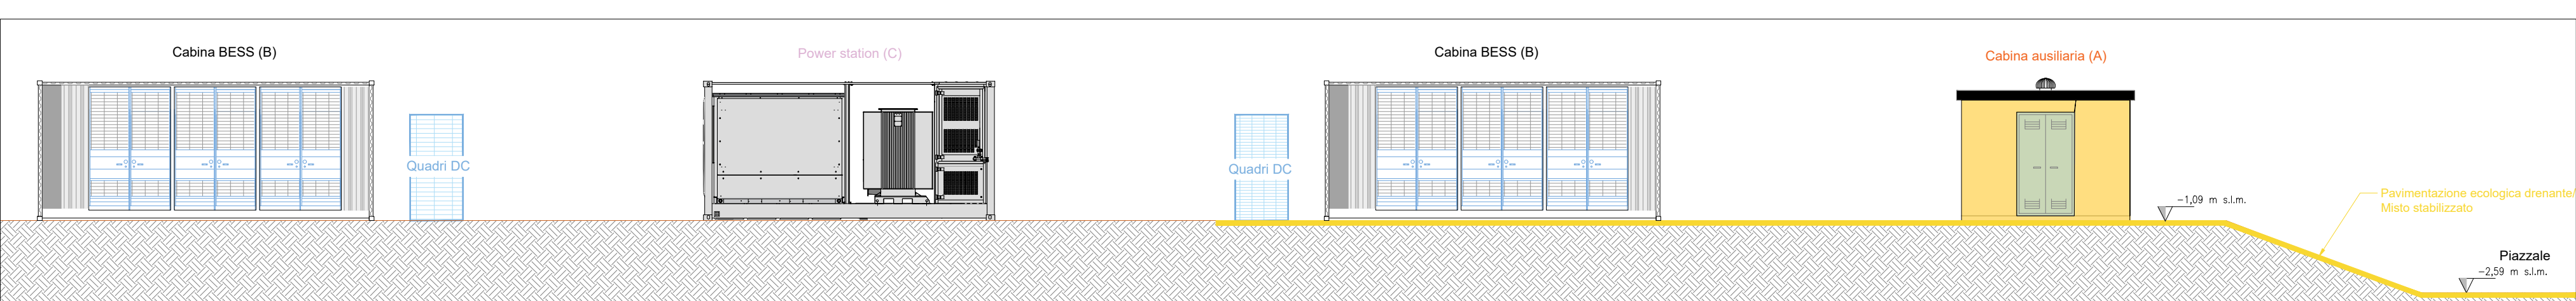 Cabina BESS (B)
Power station (C)
Cabina BESS (B)
Cabina ausiliaria (A)
Quadri DC
Quadri DC
Pavimentazione ecologica drenante/
Misto stabilizzato
-1,09 m s.l.m.
Piazzale
-2,59 m s.l.m.